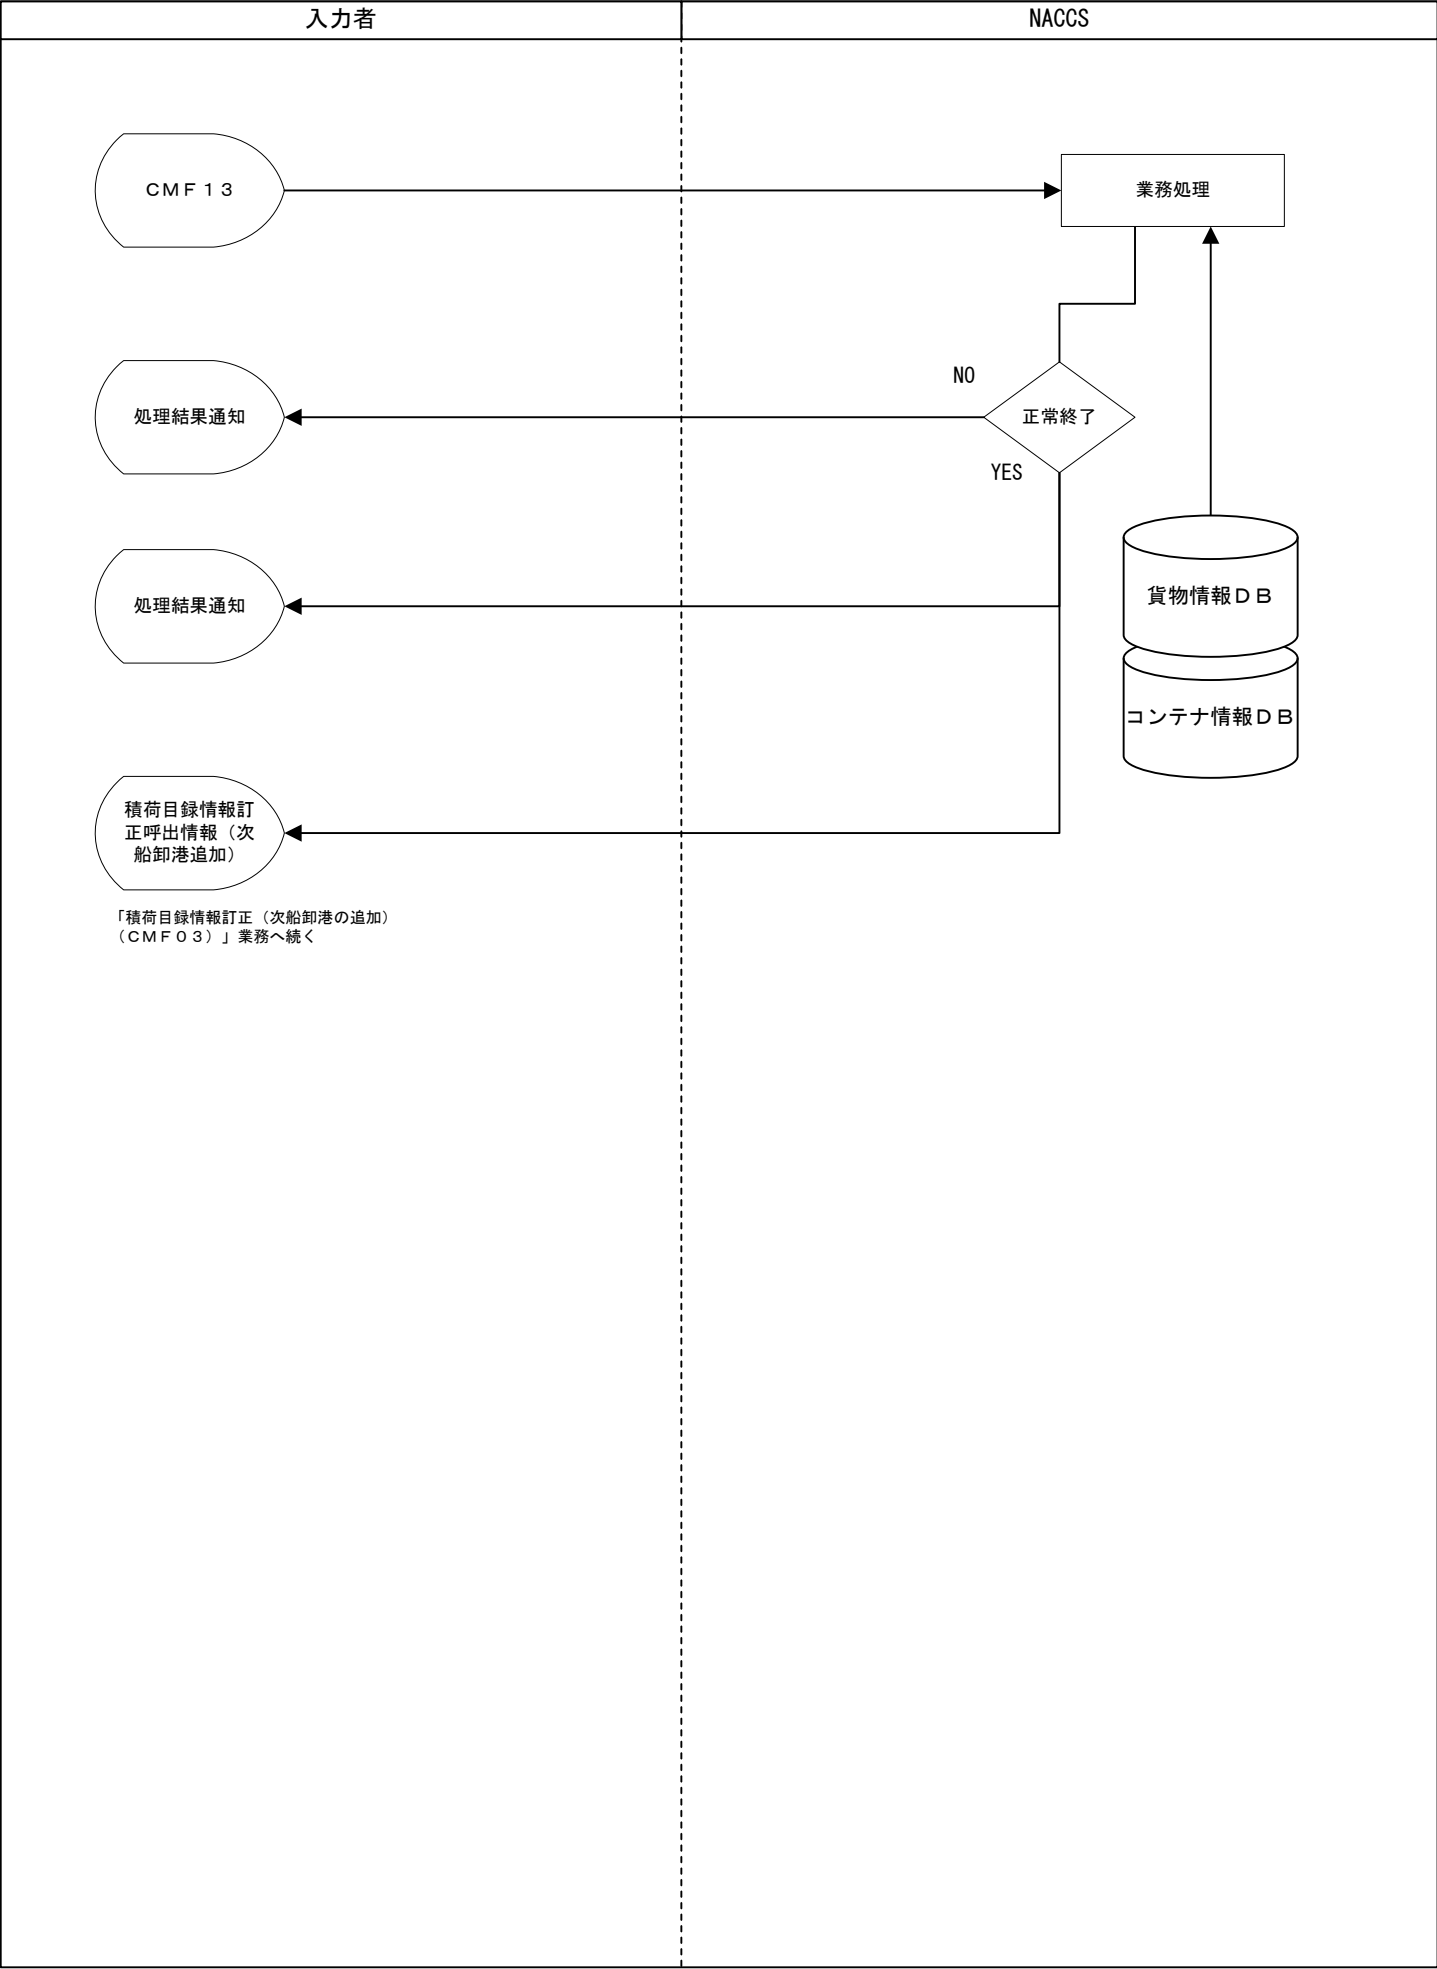 入力者
NACCS
ＣＭＦ１３
業務処理
NO
処理結果通知
正常終了
YES
処理結果通知
貨物情報ＤＢ
コンテナ情報ＤＢ
積荷目録情報訂
正呼出情報（次
船卸港追加）
「積荷目録情報訂正（次船卸港の追加）
（ＣＭＦ０３）」業務へ続く